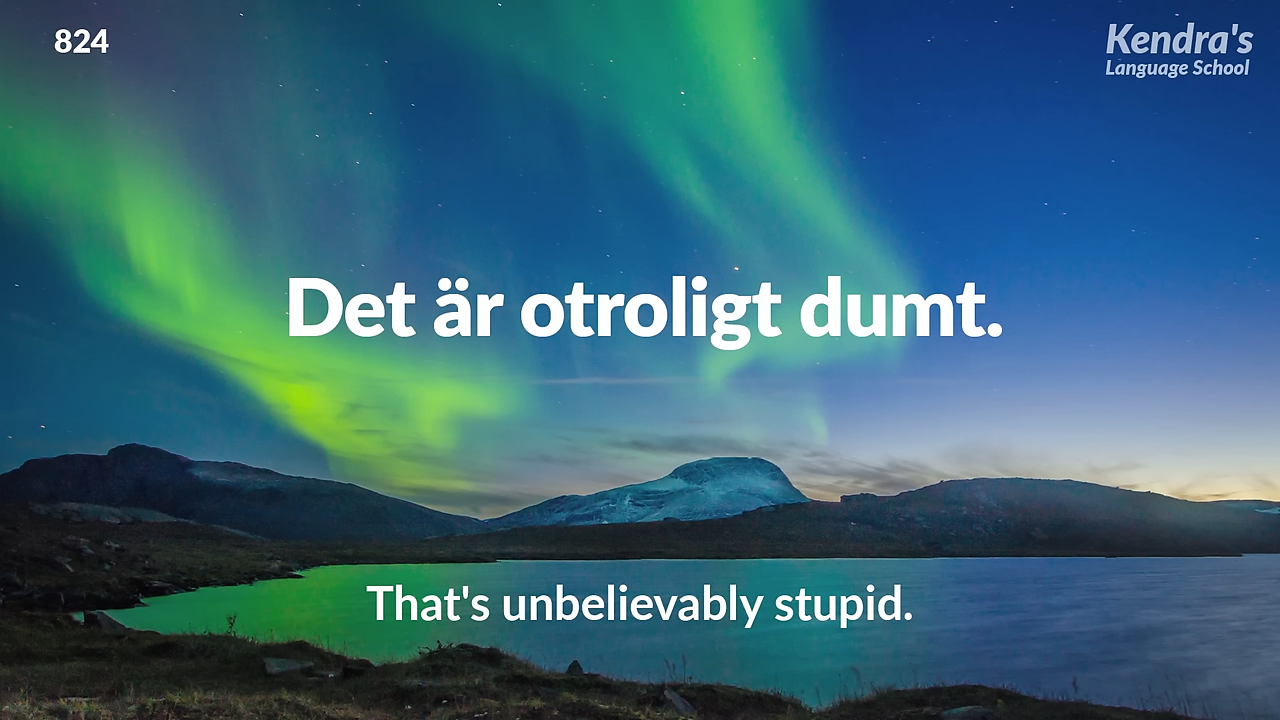 824
Kendra's
Language School
Det är otroligt dumt.
That's unbelievably stupid.